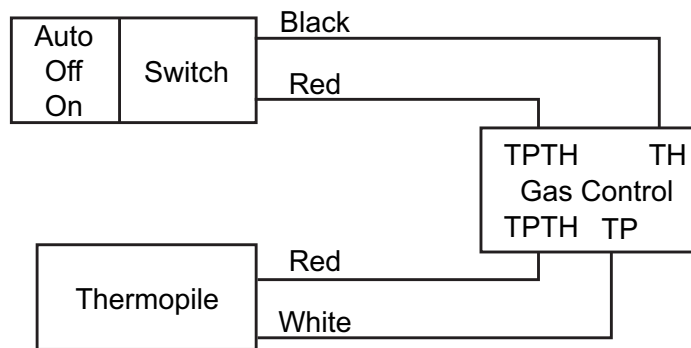 Black
Auto
Off
On
Switch
Red
TPTH TH
Gas Control
TPTH TP
Red
Thermopile
White